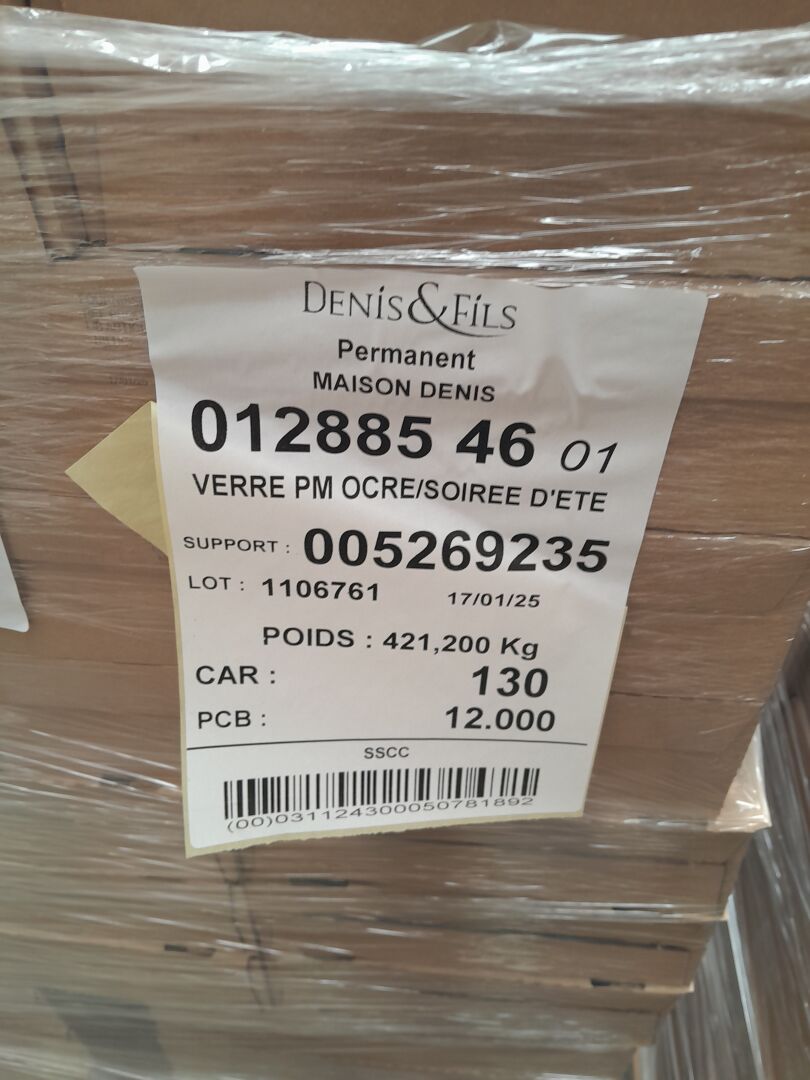 DENIS&FILS
Permanent
MAISON DENIS
012885 46 01
VERRE PM OCRE/SOIREE D'ETE
SUPPORT : 005269235
LOT : 1106761 17/01/25
POIDS : 421,200 Kg
CAR : 130
PCB : 12.000
SSCC
(00)031124300050781892